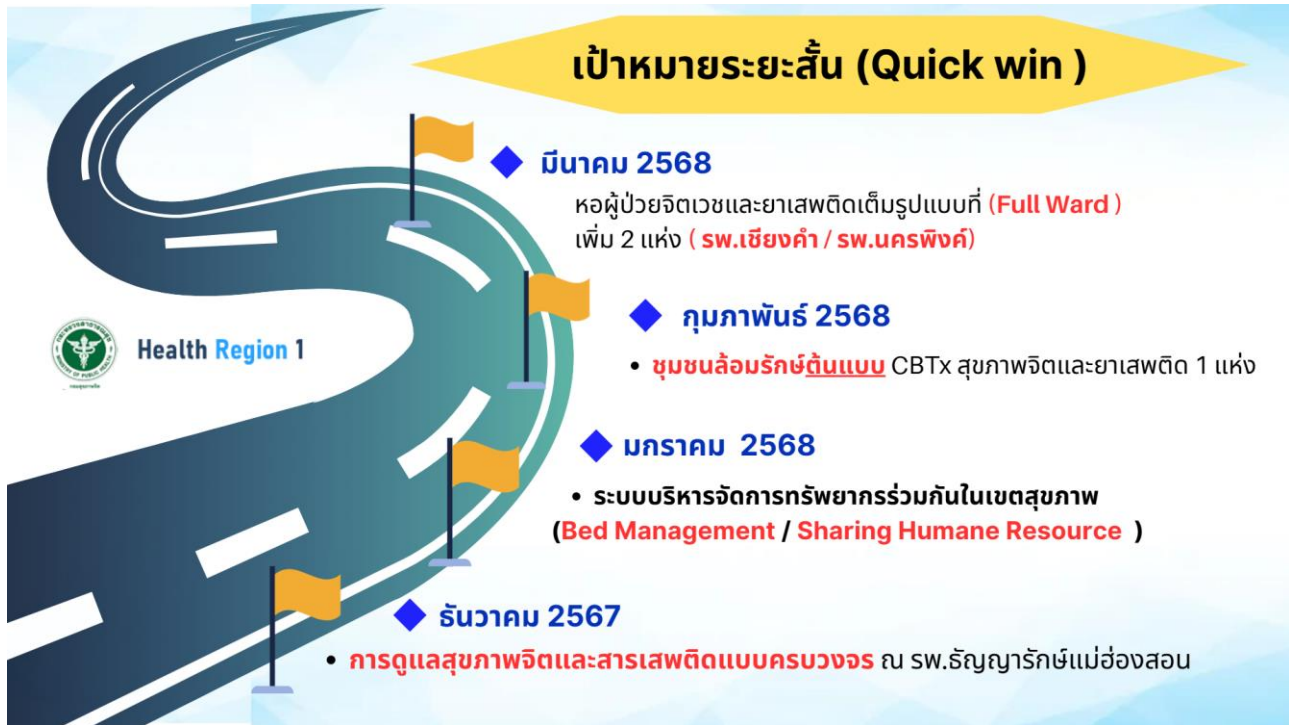 เป้าหมายระยะสั้น (Quick win )
มีนาคม 2568
หอผู้ป่วยจิตเวชและยาเสพติดเต็มรูปแบบที่ (Full Ward )
เพิ่ม 2 แห่ง ( รพ.เชียงคำ / รพ.นครพิงค์)
กุมภาพันธ์ 2568
• ชุมชนล้อมรักษ์ต้นแบบ CBTx สุขภาพจิตและยาเสพติด 1 แห่ง
Health Region 1
มกราคม 2568
• ระบบบริหารจัดการทรัพยากรร่วมกันในเขตสุขภาพ
(Bed Management / Sharing Humane Resource )
ธันวาคม 2567
• การดูแลสุขภาพจิตและสารเสพติดแบบครบวงจร ณ รพ.ธัญญารักษ์แม่ฮ่องสอน